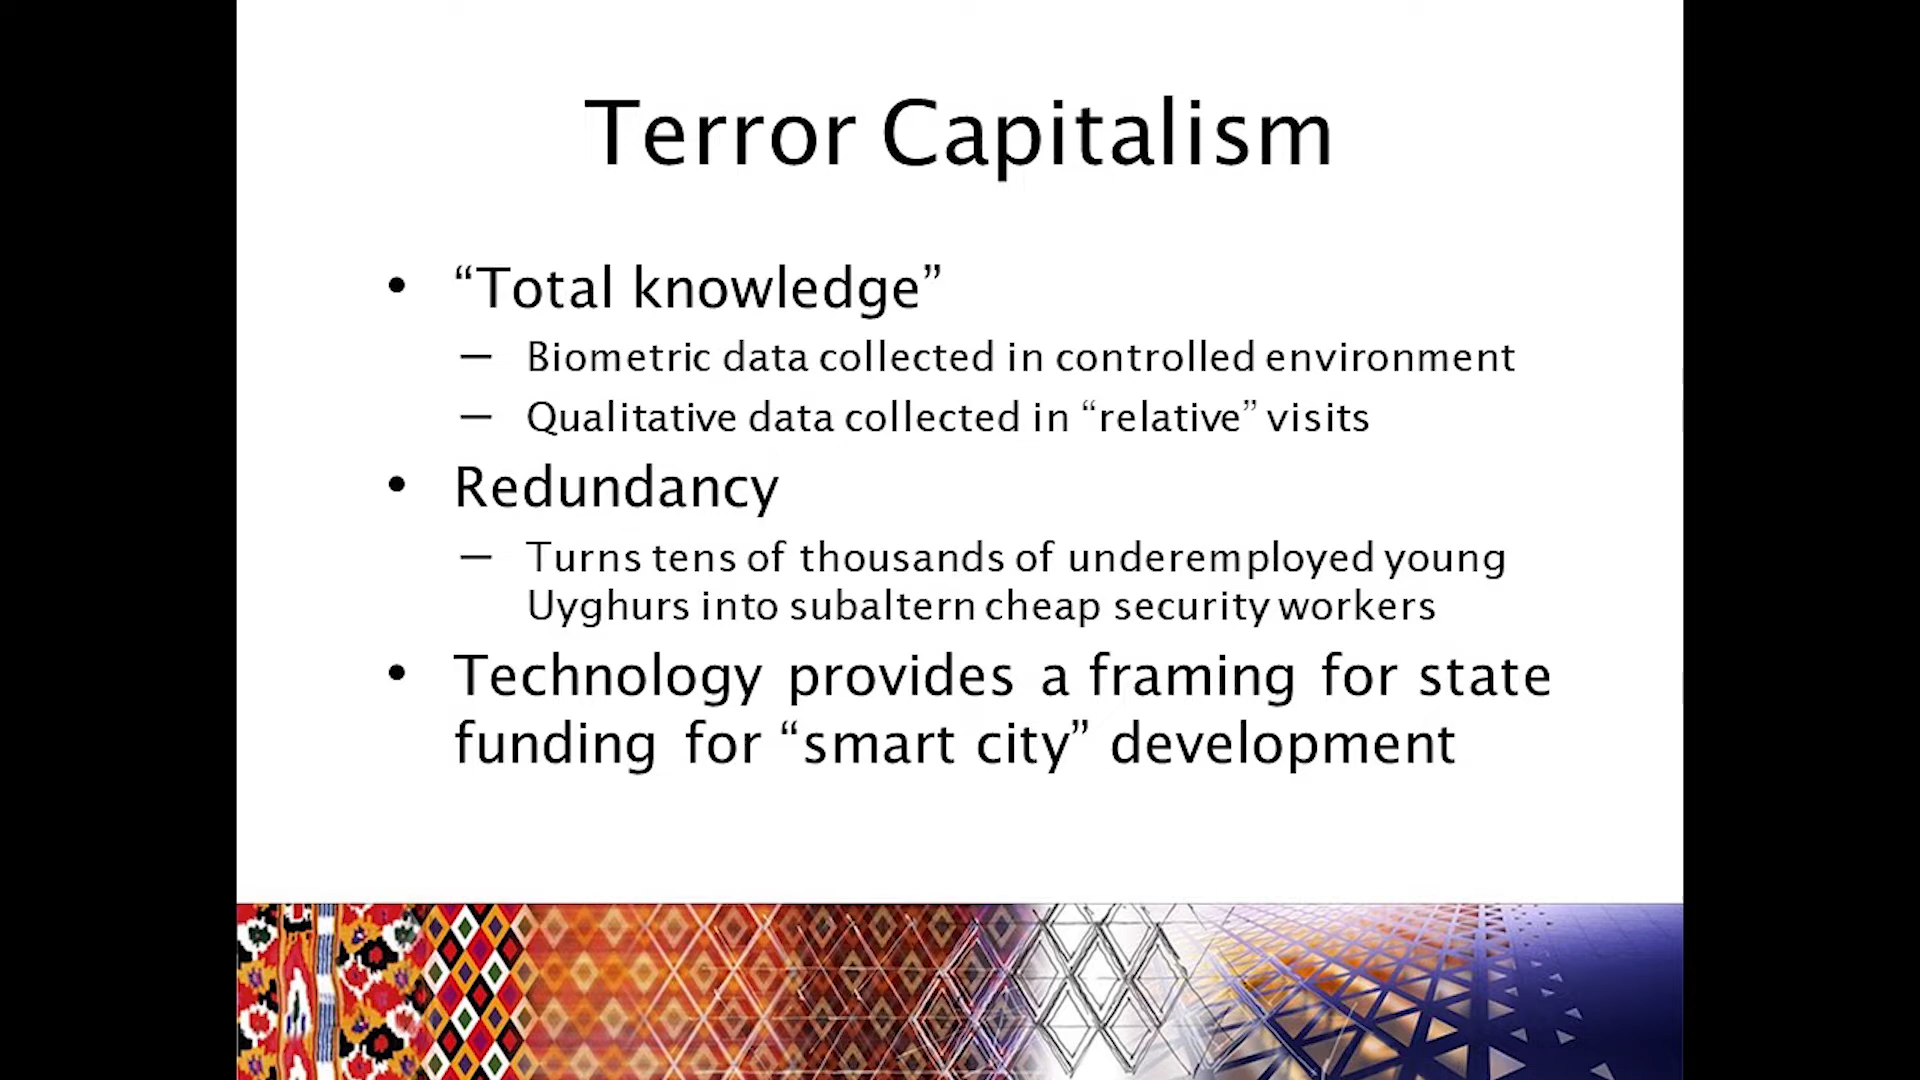 Terror Capitalism
• “Total knowledge”
— Biometric data collected in controlled environment
— Qualitative data collected in “relative” visits
• Redundancy
— Turns tens of thousands of underemployed young
Uyghurs into subaltern cheap security workers
• Technology provides a framing for state
funding for “smart city” development